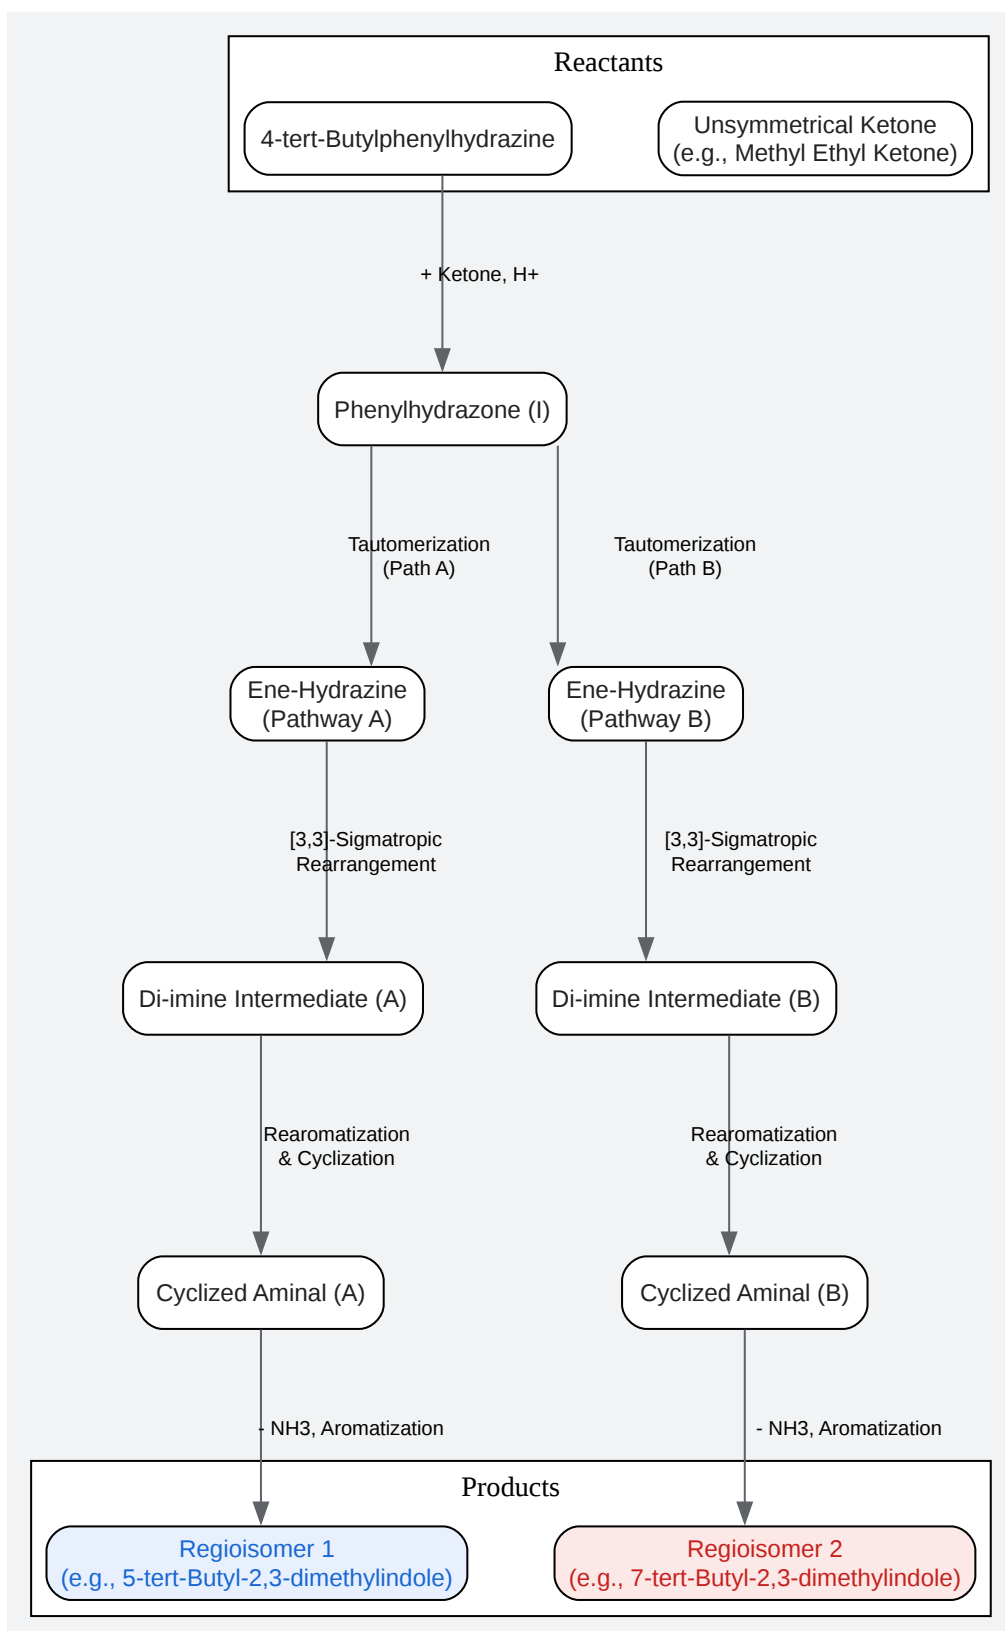 Reactants
4-tert-Butylphenylhydrazine
Unsymmetrical Ketone
(e.g., Methyl Ethyl Ketone)
+ Ketone, H+
Phenylhydrazone (I)
Tautomerization
(Path A)
Tautomerization
(Path B)
Ene-Hydrazine
(Pathway A)
Ene-Hydrazine
(Pathway B)
[3,3]-Sigmatropic
Rearrangement
[3,3]-Sigmatropic
Rearrangement
Di-imine Intermediate (A)
Di-imine Intermediate (B)
Rearomatization
& Cyclization
Rearomatization
& Cyclization
Cyclized Aminal (A)
Cyclized Aminal (B)
- NH3, Aromatization
- NH3, Aromatization
Products
Regioisomer 1
(e.g., 5-tert-Butyl-2,3-dimethylindole)
Regioisomer 2
(e.g., 7-tert-Butyl-2,3-dimethylindole)